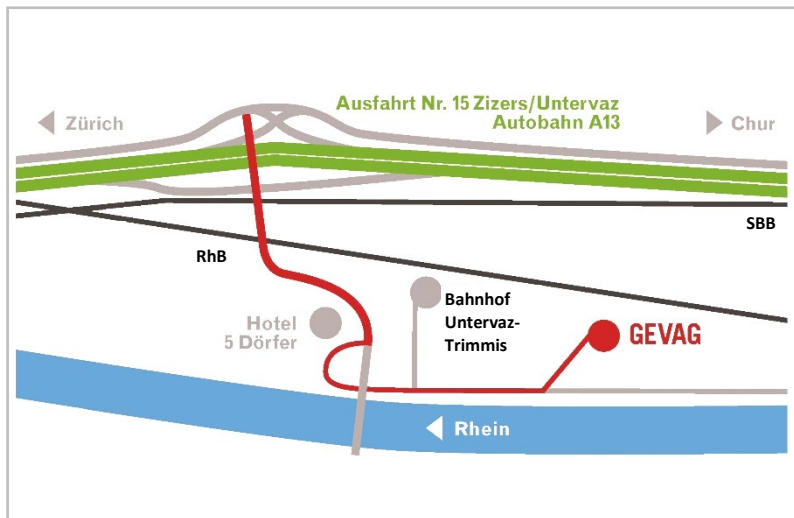 Ausfahrt Nr. 15 Zizers/Untervaz
Autobahn A13
Zürich
Chur
SBB
RhB
Bahnhof
Untervaz-
Trimmis
Hotel
5 Dörfer
GEVAG
Rhein